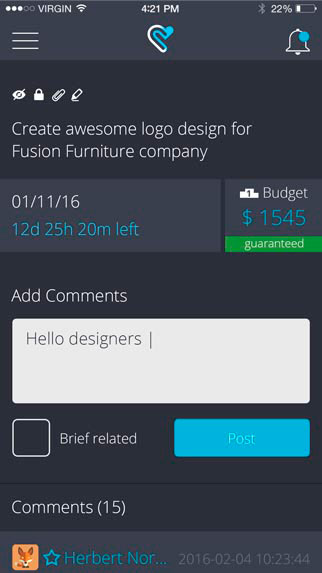 VIRGIN 4:21 PM 22%
Create awesome logo design for
Fusion Furniture company
01/11/16
12d 25h 20m left
1 Budget
$ 1545
guaranteed
Add Comments
Hello designers |
Brief related
Post
Comments (15)
Herbert Nor... 2016-02-04 10:23:44